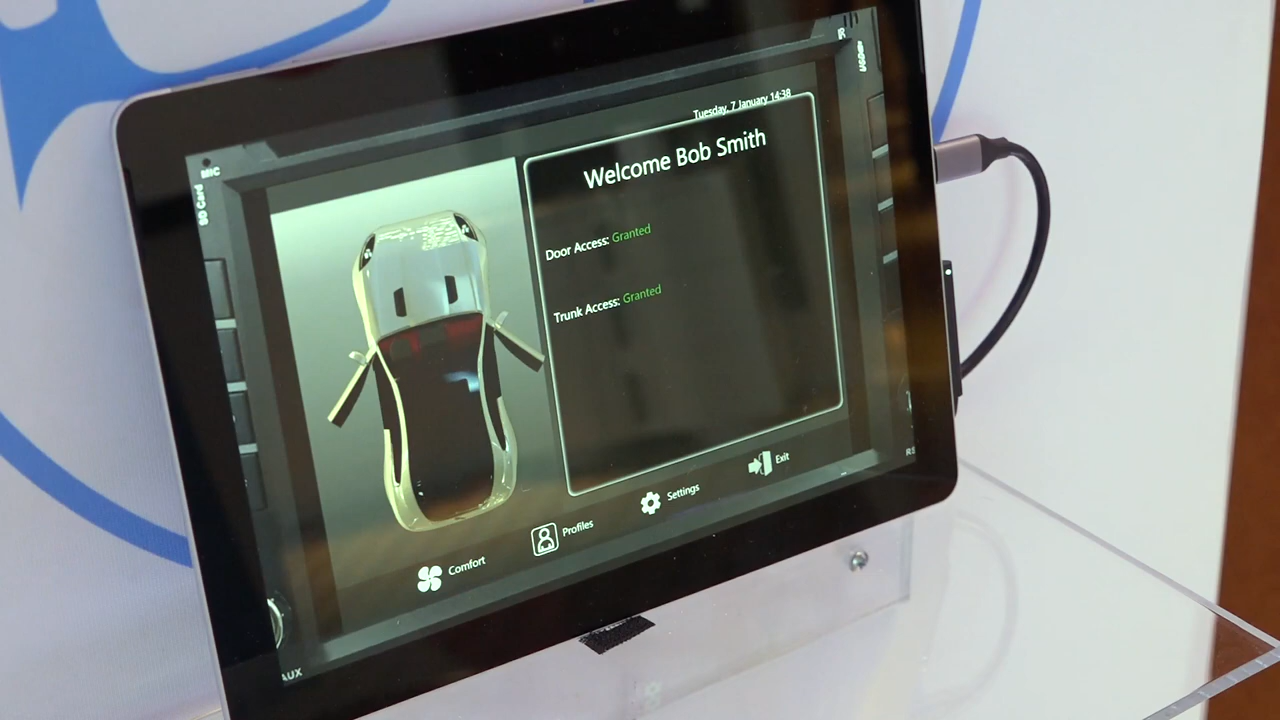 MIC
SD Card
IR
Tuesday, 7 January 14:38
Welcome Bob Smith
Door Access: Granted
Trunk Access: Granted
Comfort
Profiles
Settings
Exit
AUX